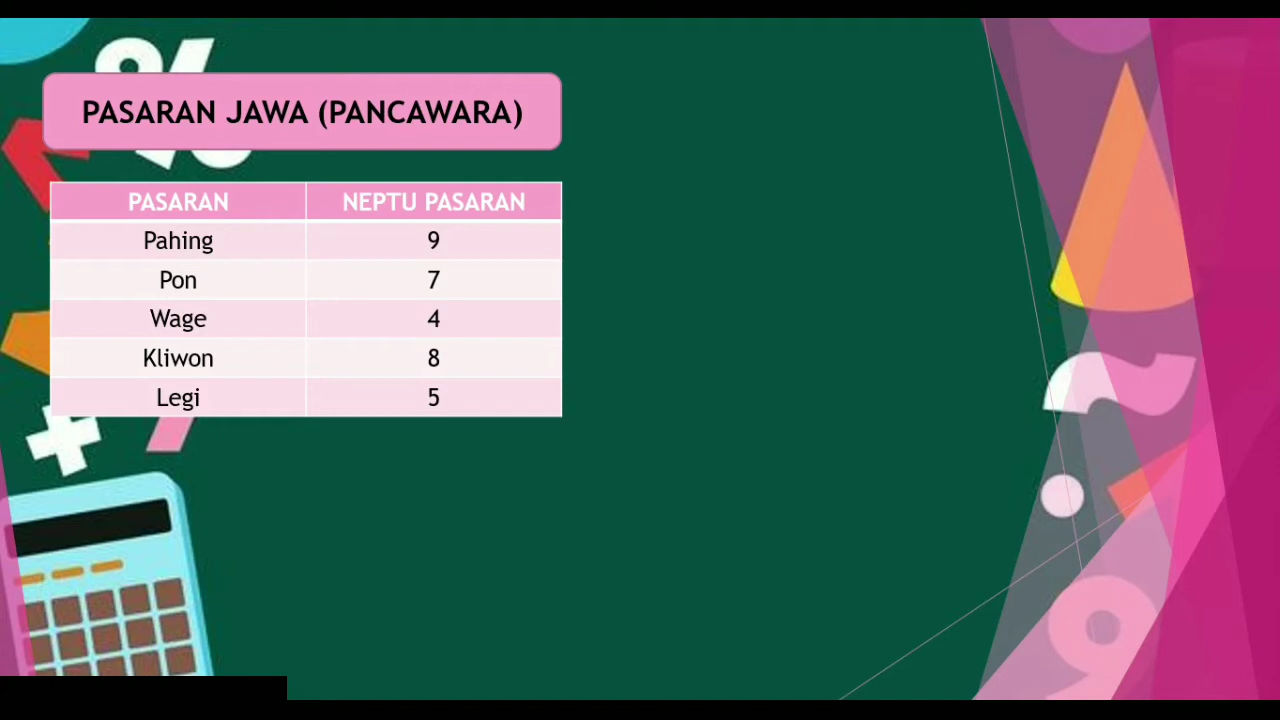 PASARAN JAWA (PANCAWARA)
PASARAN NEPTU PASARAN
Pahing 9
Pon 7
Wage 4
Kliwon 8
Legi 5